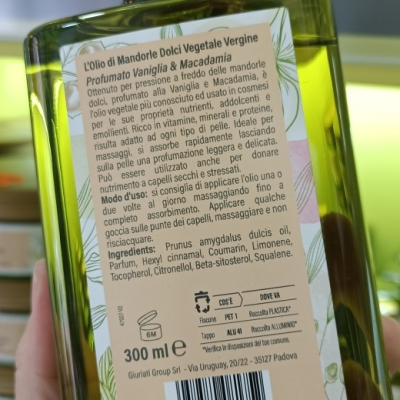 L'Olio di Mandorle Dolci Vegetale Vergine
Profumato Vaniglia & Macadamia
Ottenuto per pressione a freddo delle mandorle
dolci, profumato alla Vaniglia e Macadamia, è
l'olio vegetale più conosciuto ed usato in cosmesi
per le sue proprietà nutrienti, addolcenti e
emollienti. Ricco in vitamine, minerali e proteine,
risulta adatto ad ogni tipo di pelle. Ideale per
massaggi, si assorbe rapidamente lasciando
sulla pelle una profumazione leggera e delicata.
Può essere utilizzato anche per donare
nutrimento a capelli secchi e stressati.
Modo d'uso: si consiglia di applicare l'olio una o
due volte al giorno massaggiando fino a
completo assorbimento. Applicare qualche
goccia sulle punte dei capelli, massaggiare e non
risciacquare.
Ingredients: Prunus amygdalus dulcis oil,
Parfum, Hexyl cinnamal, Coumarin, Limonene,
Tocopherol, Citronellol, Beta-sitosterol, Squalene.
COS'È DOVE VA
Flacone PET 1 Raccolta PLASTICA*
Tappo ALU 41 Raccolta ALLUMINIO*
*Verifica le disposizioni del tuo comune.
6M
300 ml e
Giuriati Group Srl - Via Uruguay, 20/22 - 35127 Padova